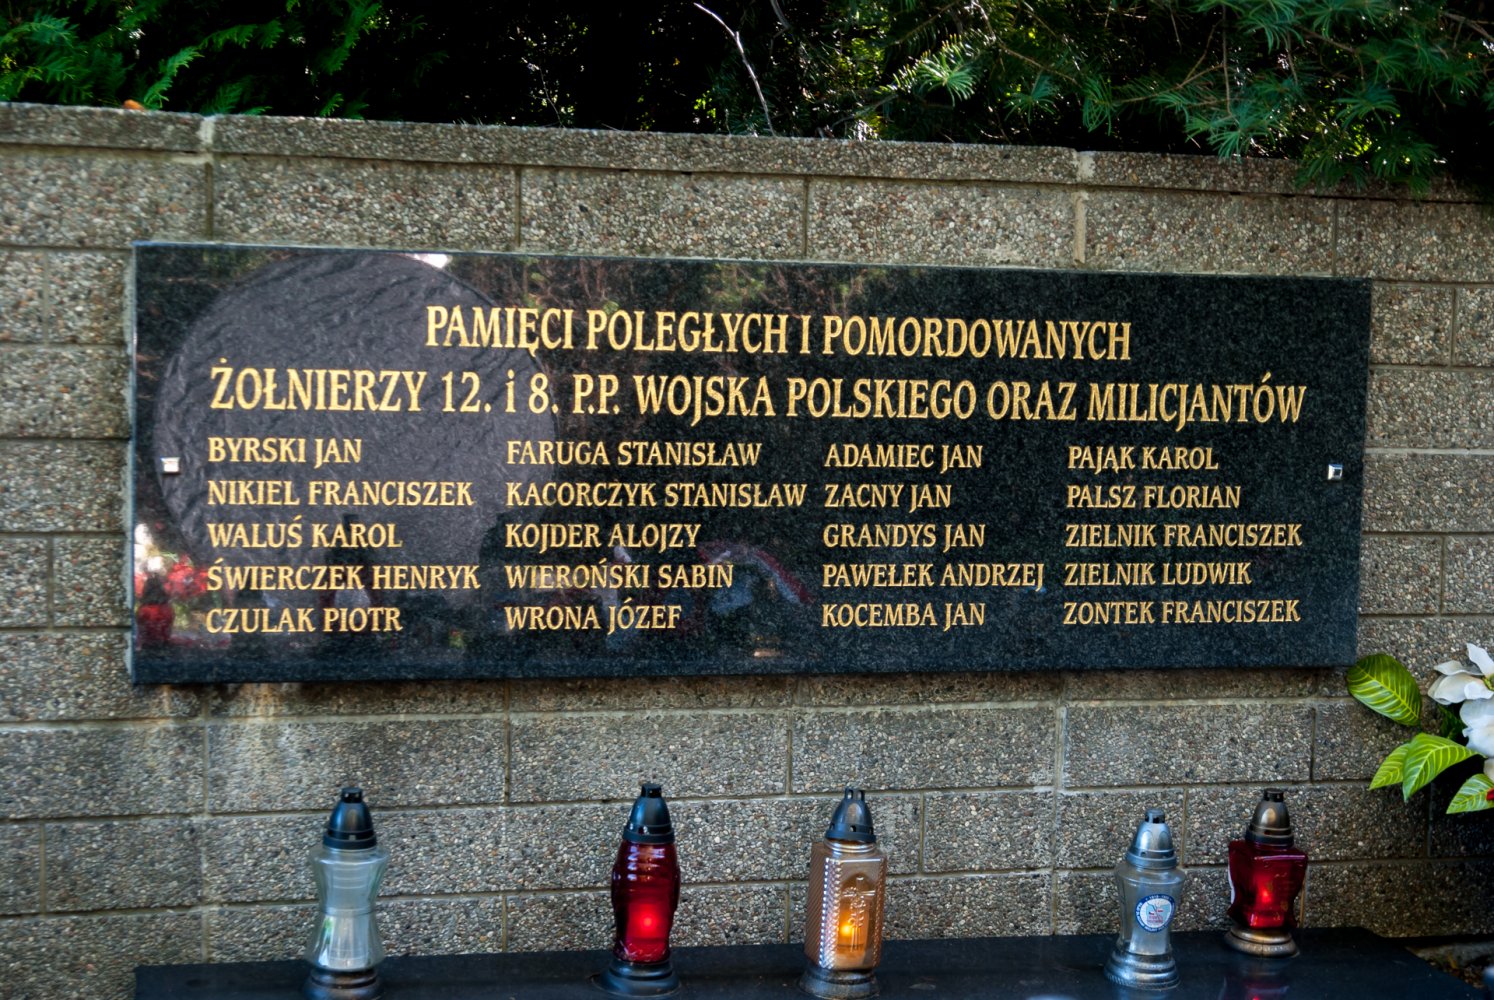 PAMIĘCI POLEGŁYCH I POMORDOWANYCH
ŻOŁNIERZY 12. i 8. P.P. WOJSKA POLSKIEGO ORAZ MILICJANTÓW
BYRSKI JAN FARUGA STANISŁAW ADAMIEC JAN PAJĄK KAROL
NIKIEL FRANCISZEK KACORCZYK STANISŁAW ZACNY JAN PALSZ FLORIAN
WALUŚ KAROL KOJDER ALOJZY GRANDYS JAN ZIELNIK FRANCISZEK
ŚWIERCZEK HENRYK WIEROŃSKI SABIN PAWEŁEK ANDRZEJ ZIELNIK LUDWIK
CZULAK PIOTR WRONA JÓZEF KOCEMBA JAN ZONTEK FRANCISZEK